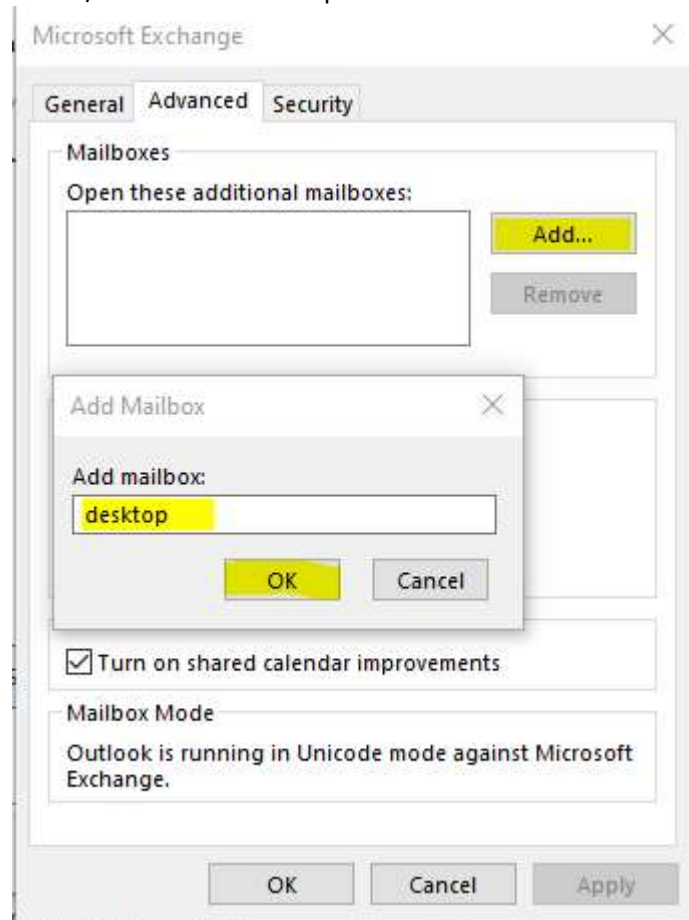 Microsoft Exchange
General Advanced Security
Mailboxes
Open these additional mailboxes:
Add...
Remove
Add Mailbox
Add mailbox:
desktop
OK Cancel
Turn on shared calendar improvements
Mailbox Mode
Outlook is running in Unicode mode against Microsoft
Exchange.
OK Cancel Apply